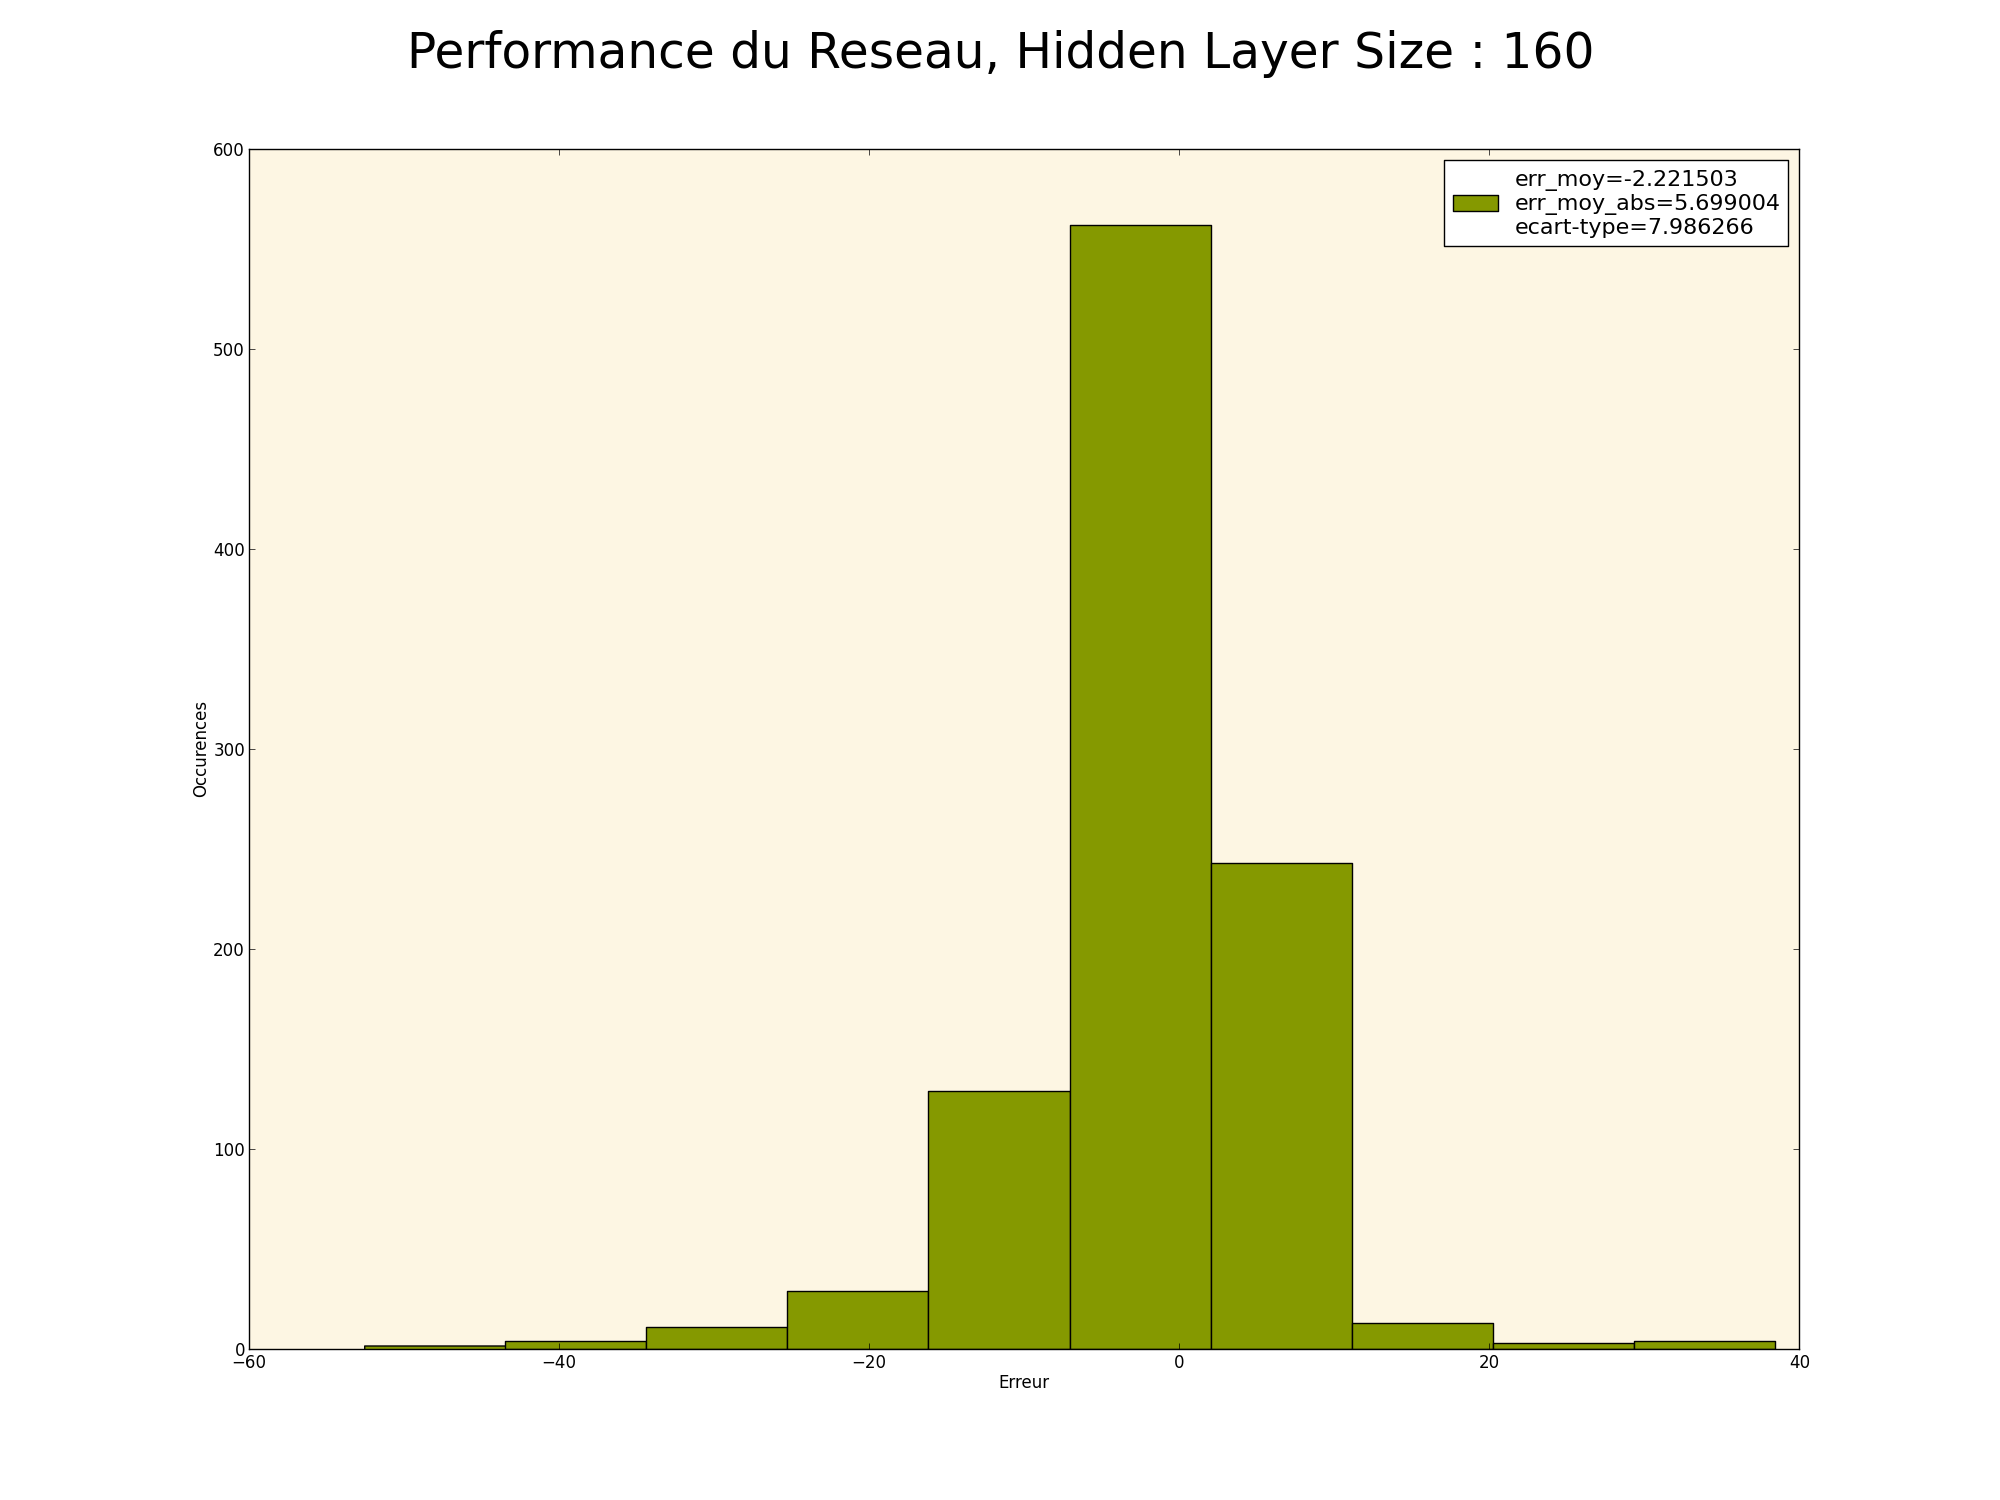 Performance du Reseau, Hidden Layer Size : 160
err_moy=-2.221503
err_moy_abs=5.699004
ecart-type=7.986266
600
500
400
300
200
100
0
Occurences
−60
−40
−20
0
20
40
Erreur